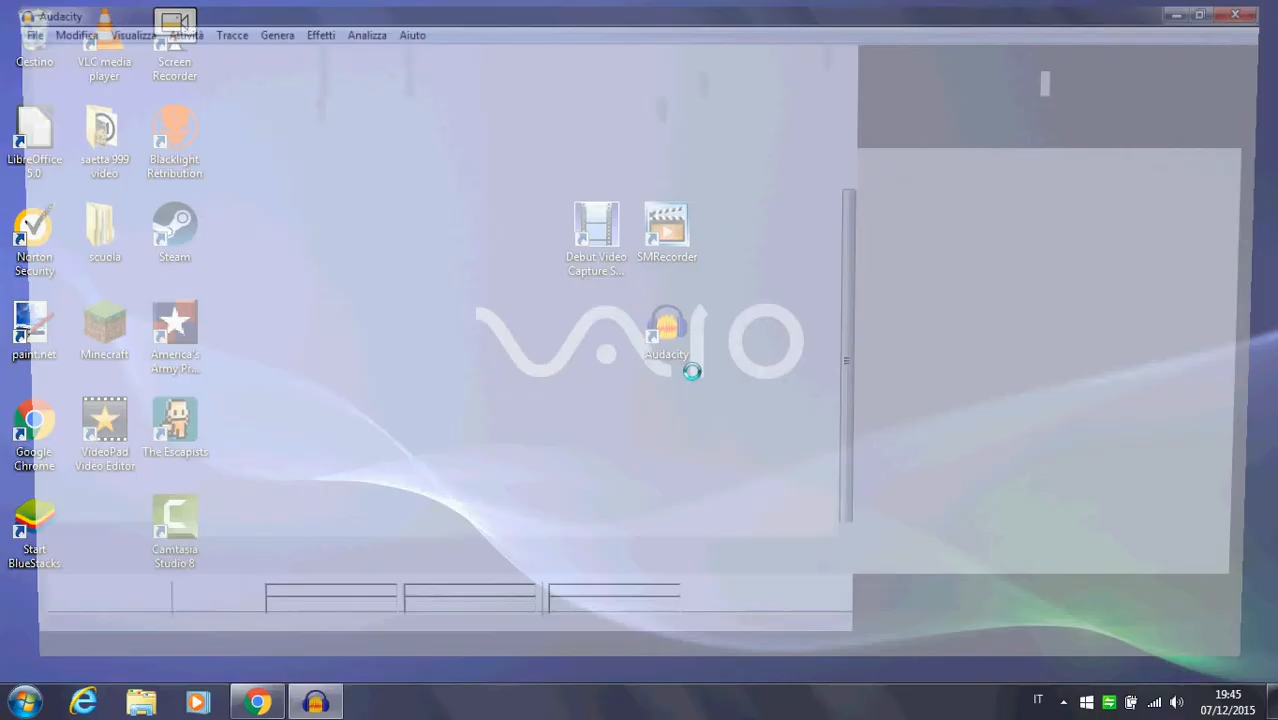 Audacity
File Modifica Visualizza Attività Tracce Genera Effetti Analizza Aiuto
Cestino
VLC media
player
Screen
Recorder
LibreOffice
5.0
saetta 999
video
Blacklight
Retribution
Norton
Security
scuola
Steam
Debut Video
Capture S...
SMRecorder
paint.net
Minecraft
America's
Army Pr...
VAIO
Audacity
Google
Chrome
VideoPad
Video Editor
The Escapists
Start
BlueStacks
Camtasia
Studio 8
IT
19:45
07/12/2015